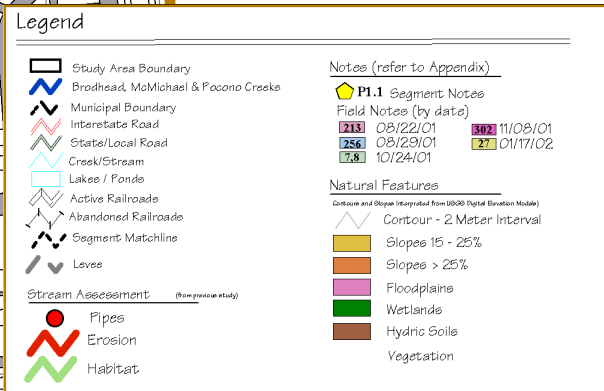 Legend
Study Area Boundary
Brodhead, McMichael & Pocono Creeks
Municipal Boundary
Interstate Road
State/Local Road
Creek/Stream
Lakes / Ponds
Active Railroads
Abandoned Railroads
Segment Matchline
Levee
Stream Assessment (from previous study)
Pipes
Erosion
Habitat
Notes (refer to Appendix)
P1.1 Segment Notes
Field Notes (by date)
213 08/22/01 302 11/08/01
256 08/29/01 27 01/17/02
7,8 10/24/01
Natural Features
Contours and Slopes Interprated from USGS Digital Elevation Models)
Contour - 2 Meter Interval
Slopes 15 - 25%
Slopes > 25%
Floodplains
Wetlands
Hydric Soils
Vegetation